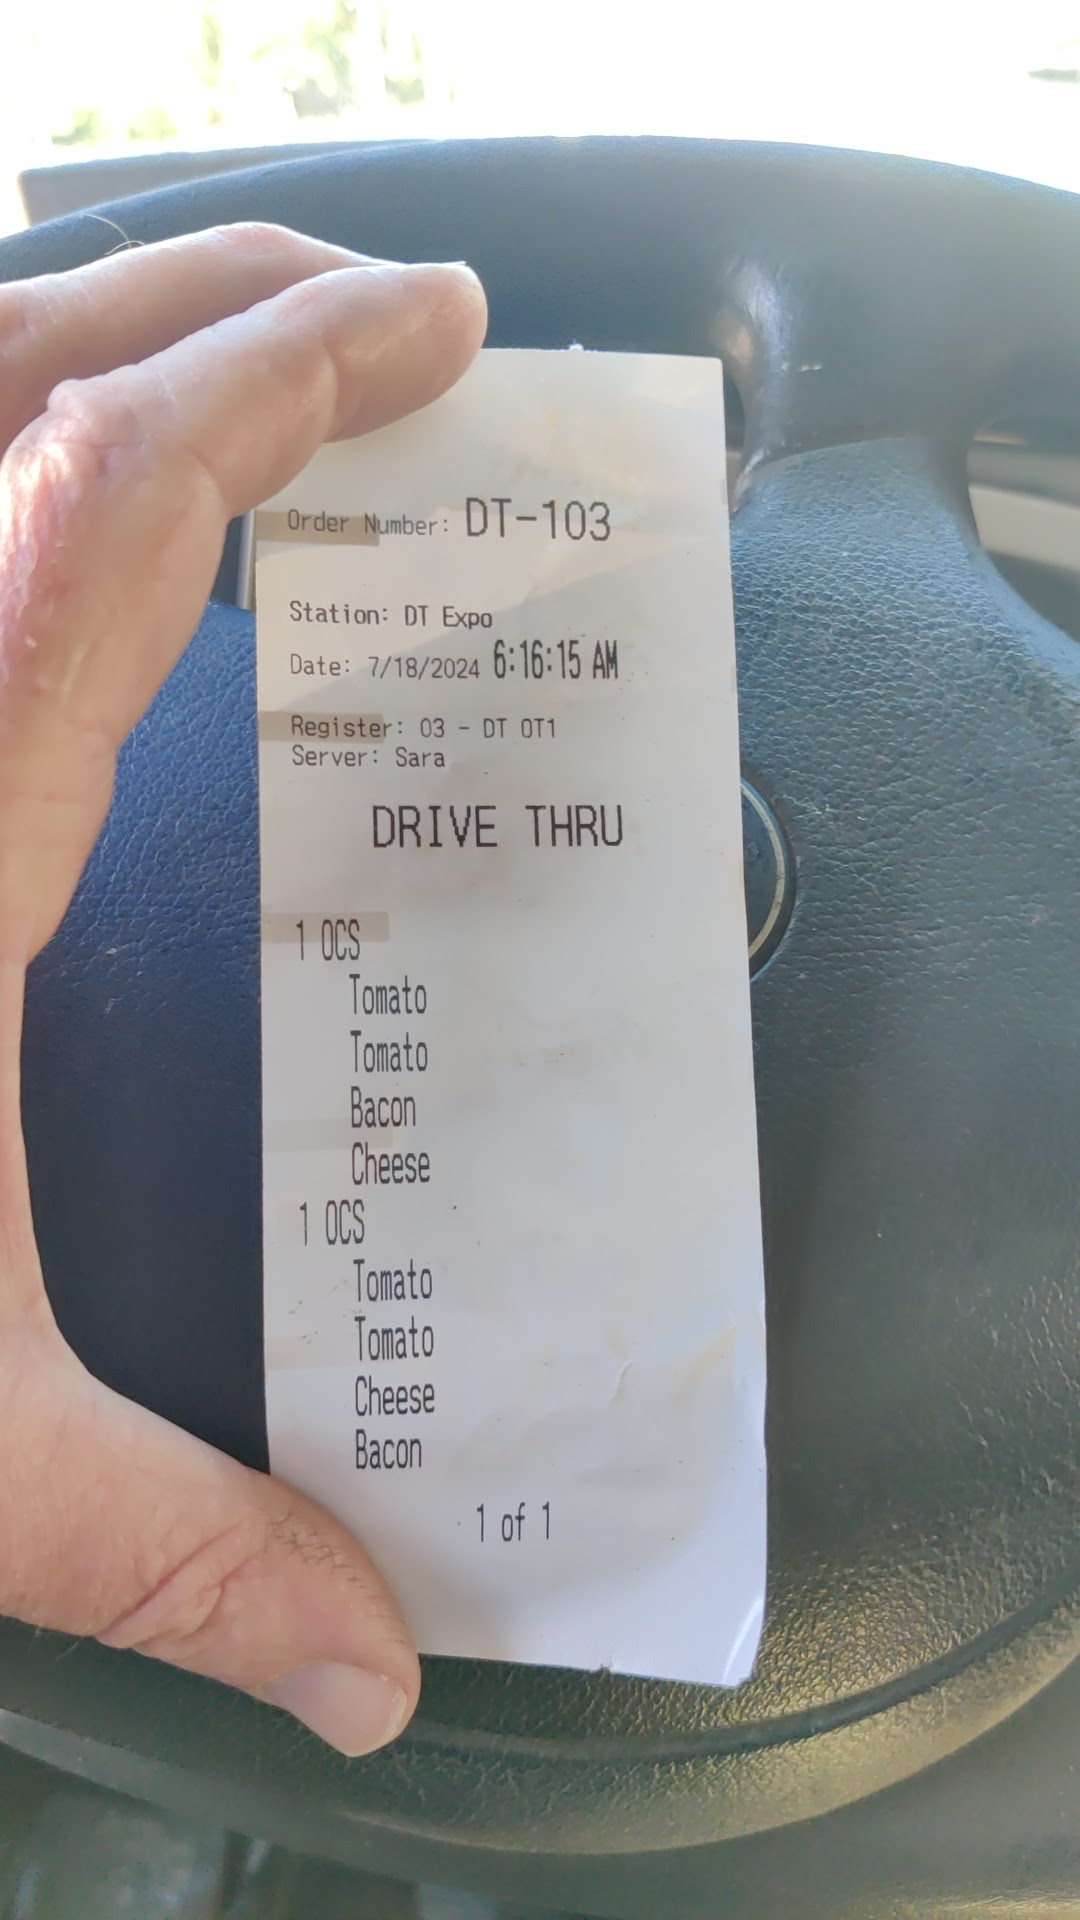 Order Number: DT-103
Station: DT Expo
Date: 7/18/2024 6:16:15 AM
Register: 03 - DT OT1
Server: Sara
DRIVE THRU
1 OCS
Tomato
Tomato
Bacon
Cheese
1 OCS
Tomato
Tomato
Cheese
Bacon
1 of 1